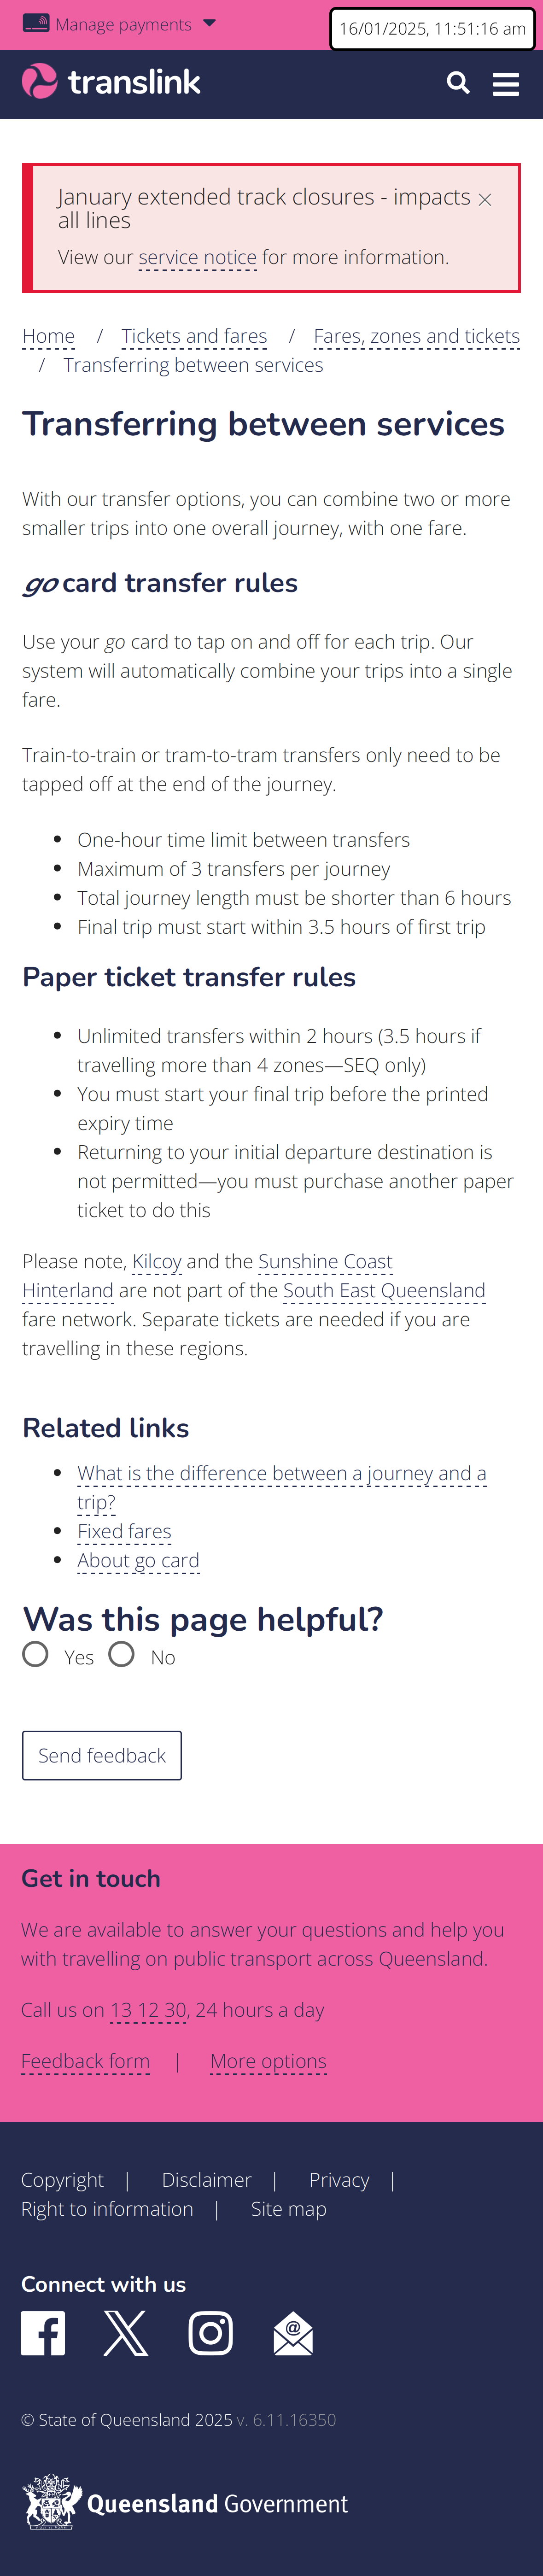 Manage payments
16/01/2025, 11:51:16 am
translink
January extended track closures - impacts
all lines
View our service notice for more information.
Home / Tickets and fares / Fares, zones and tickets
/ Transferring between services
Transferring between services
With our transfer options, you can combine two or more
smaller trips into one overall journey, with one fare.
go card transfer rules
Use your go card to tap on and off for each trip. Our
system will automatically combine your trips into a single
fare.
Train-to-train or tram-to-tram transfers only need to be
tapped off at the end of the journey.
• One-hour time limit between transfers
• Maximum of 3 transfers per journey
• Total journey length must be shorter than 6 hours
• Final trip must start within 3.5 hours of first trip
Paper ticket transfer rules
• Unlimited transfers within 2 hours (3.5 hours if
travelling more than 4 zones—SEQ only)
• You must start your final trip before the printed
expiry time
• Returning to your initial departure destination is
not permitted—you must purchase another paper
ticket to do this
Please note, Kilcoy and the Sunshine Coast
Hinterland are not part of the South East Queensland
fare network. Separate tickets are needed if you are
travelling in these regions.
Related links
• What is the difference between a journey and a
trip?
• Fixed fares
• About go card
Was this page helpful?
Yes No
Send feedback
Get in touch
We are available to answer your questions and help you
with travelling on public transport across Queensland.
Call us on 13 12 30, 24 hours a day
Feedback form | More options
Copyright | Disclaimer | Privacy |
Right to information | Site map
Connect with us
© State of Queensland 2025 v. 6.11.16350
Queensland Government